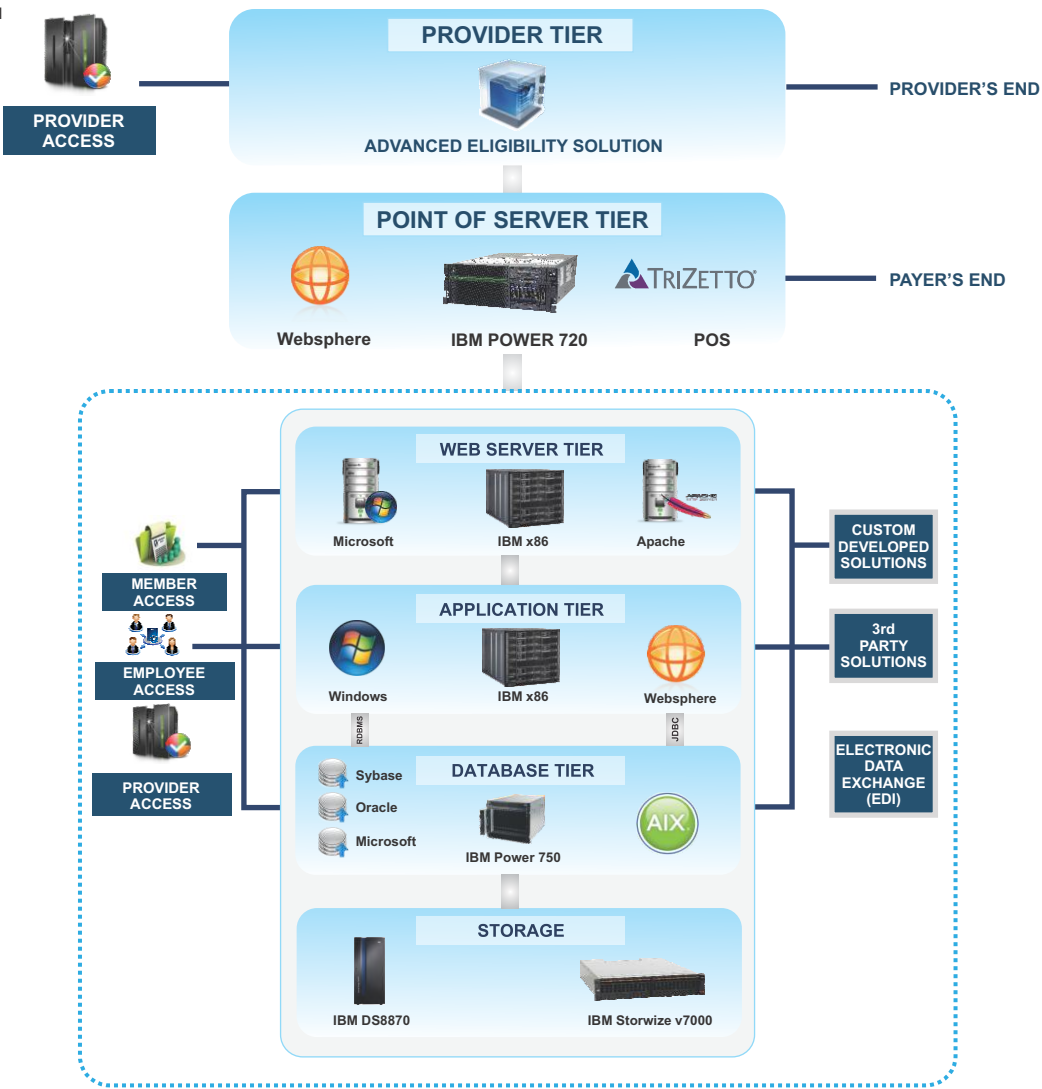 PROVIDER TIER
PROVIDER
ACCESS
ADVANCED ELIGIBILITY SOLUTION
PROVIDER'S END
POINT OF SERVER TIER
TRIZETTO®
PAYER'S END
Websphere
IBM POWER 720
POS
WEB SERVER TIER
APACHE
Microsoft
IBM x86
Apache
MEMBER
ACCESS
CUSTOM
DEVELOPED
SOLUTIONS
APPLICATION TIER
Windows
IBM x86
Websphere
EMPLOYEE
ACCESS
3rd
PARTY
SOLUTIONS
RDBMS
JDBC
DATABASE TIER
Sybase
Oracle
Microsoft
IBM Power 750
AIX
PROVIDER
ACCESS
ELECTRONIC
DATA
EXCHANGE
(EDI)
STORAGE
IBM DS8870
IBM Storwize v7000